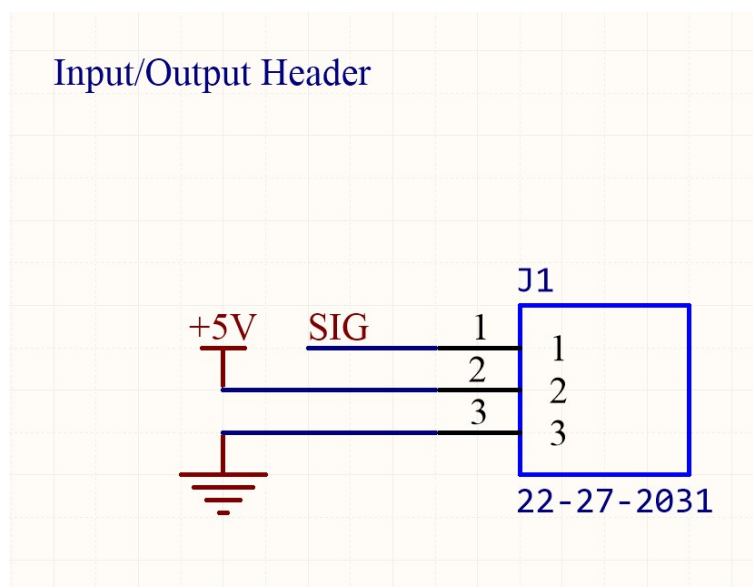 Input/Output Header
J1
+5V SIG 1 1
2 2
3 3
22-27-2031